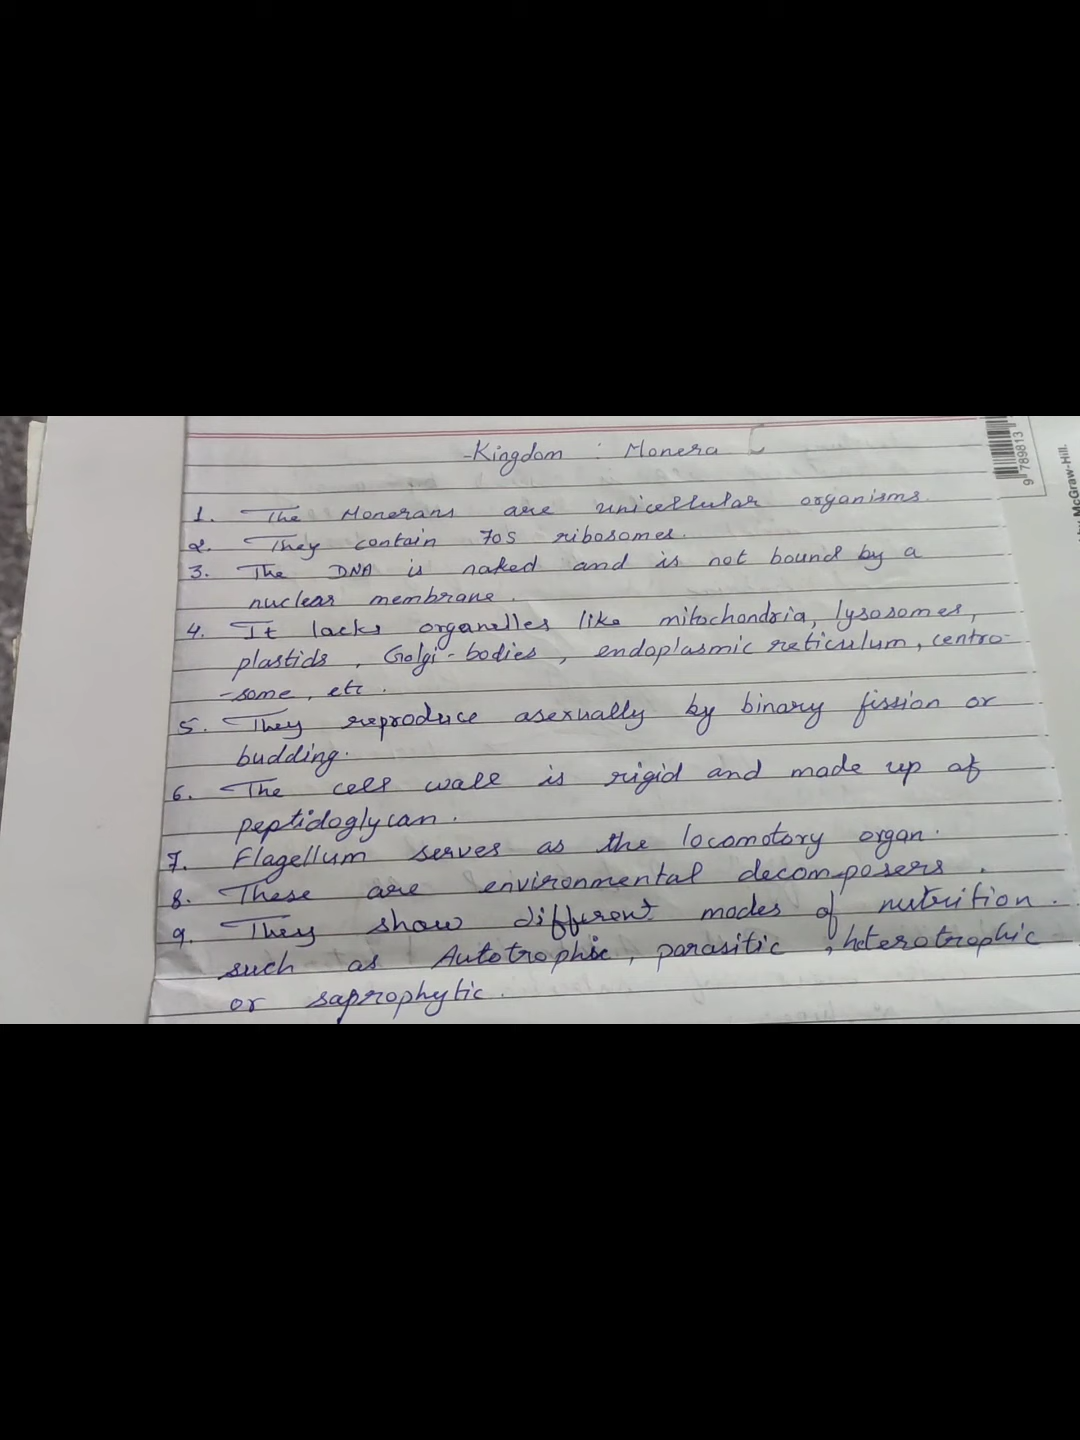 Kingdom : Monera
1. The Monerans are unicellular organisms.
2. They contain 70S ribosomes.
3. The DNA is naked and is not bound by a
nuclear membrane.
4. It lacks organelles like mitochondria, lysosomes,
plastids, Golgi-bodies, endoplasmic reticulum, centro-
-some, etc.
5. They reproduce asexually by binary fission or
budding.
6. The cell wall is rigid and made up of
peptidoglycan.
7. Flagellum serves as the locomotory organ.
8. These are environmental decomposers.
9. They show different modes of nutrition.
such as Autotrophic, parasitic, heterotrophic
or saprophytic.
9 789813
McGraw-Hill.